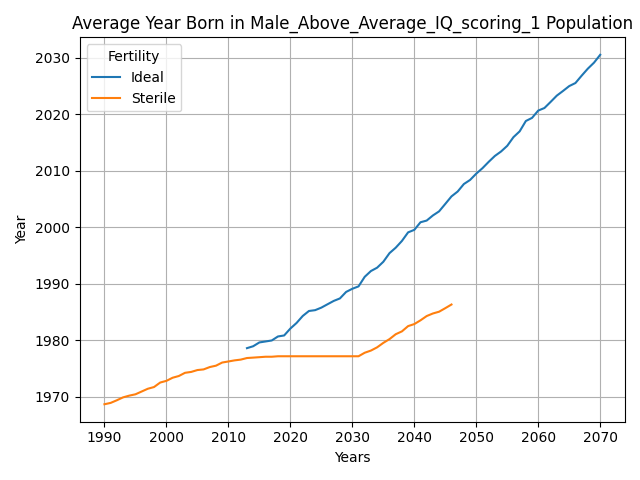 Average Year Born in Male_Above_Average_IQ_scoring_1 Population
Fertility
Ideal
Sterile
2030
2020
2010
2000
1990
1980
1970
Year
1990 2000 2010 2020 2030 2040 2050 2060 2070
Years